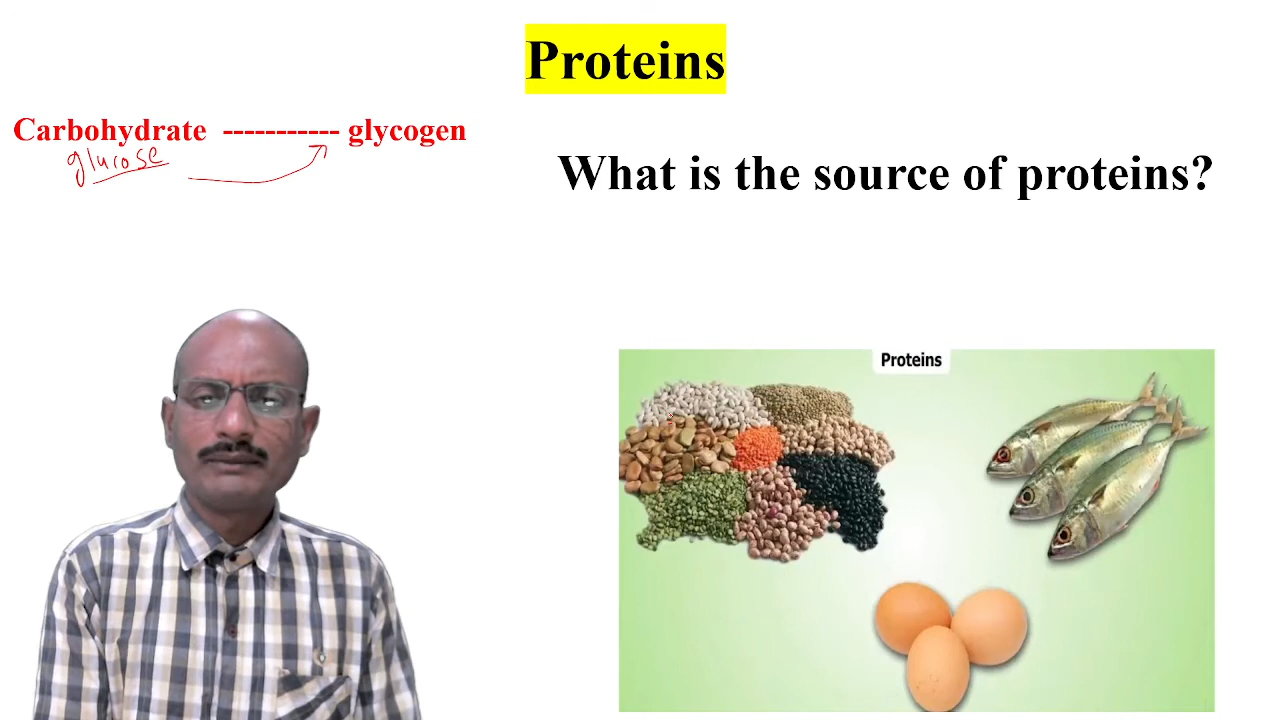 Proteins
Carbohydrate ----------- glycogen
glucose
What is the source of proteins?
Proteins